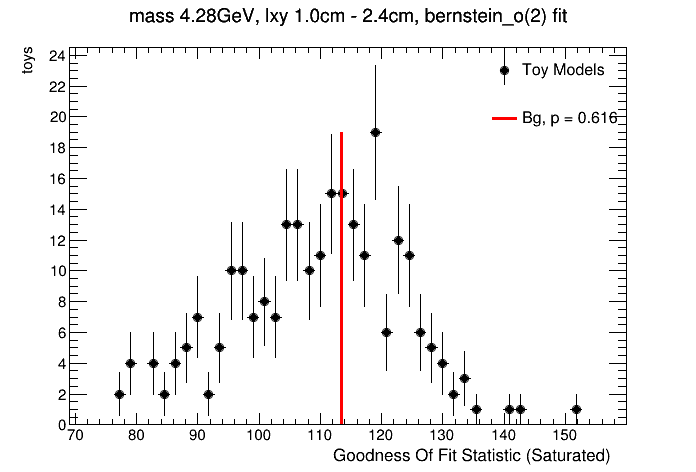 mass 4.28GeV, lxy 1.0cm - 2.4cm, bernstein_o(2) fit
toys
24
22
20
18
16
14
12
10
8
6
4
2
0
Toy Models
Bg, p = 0.616
70 80 90 100 110 120 130 140 150
Goodness Of Fit Statistic (Saturated)